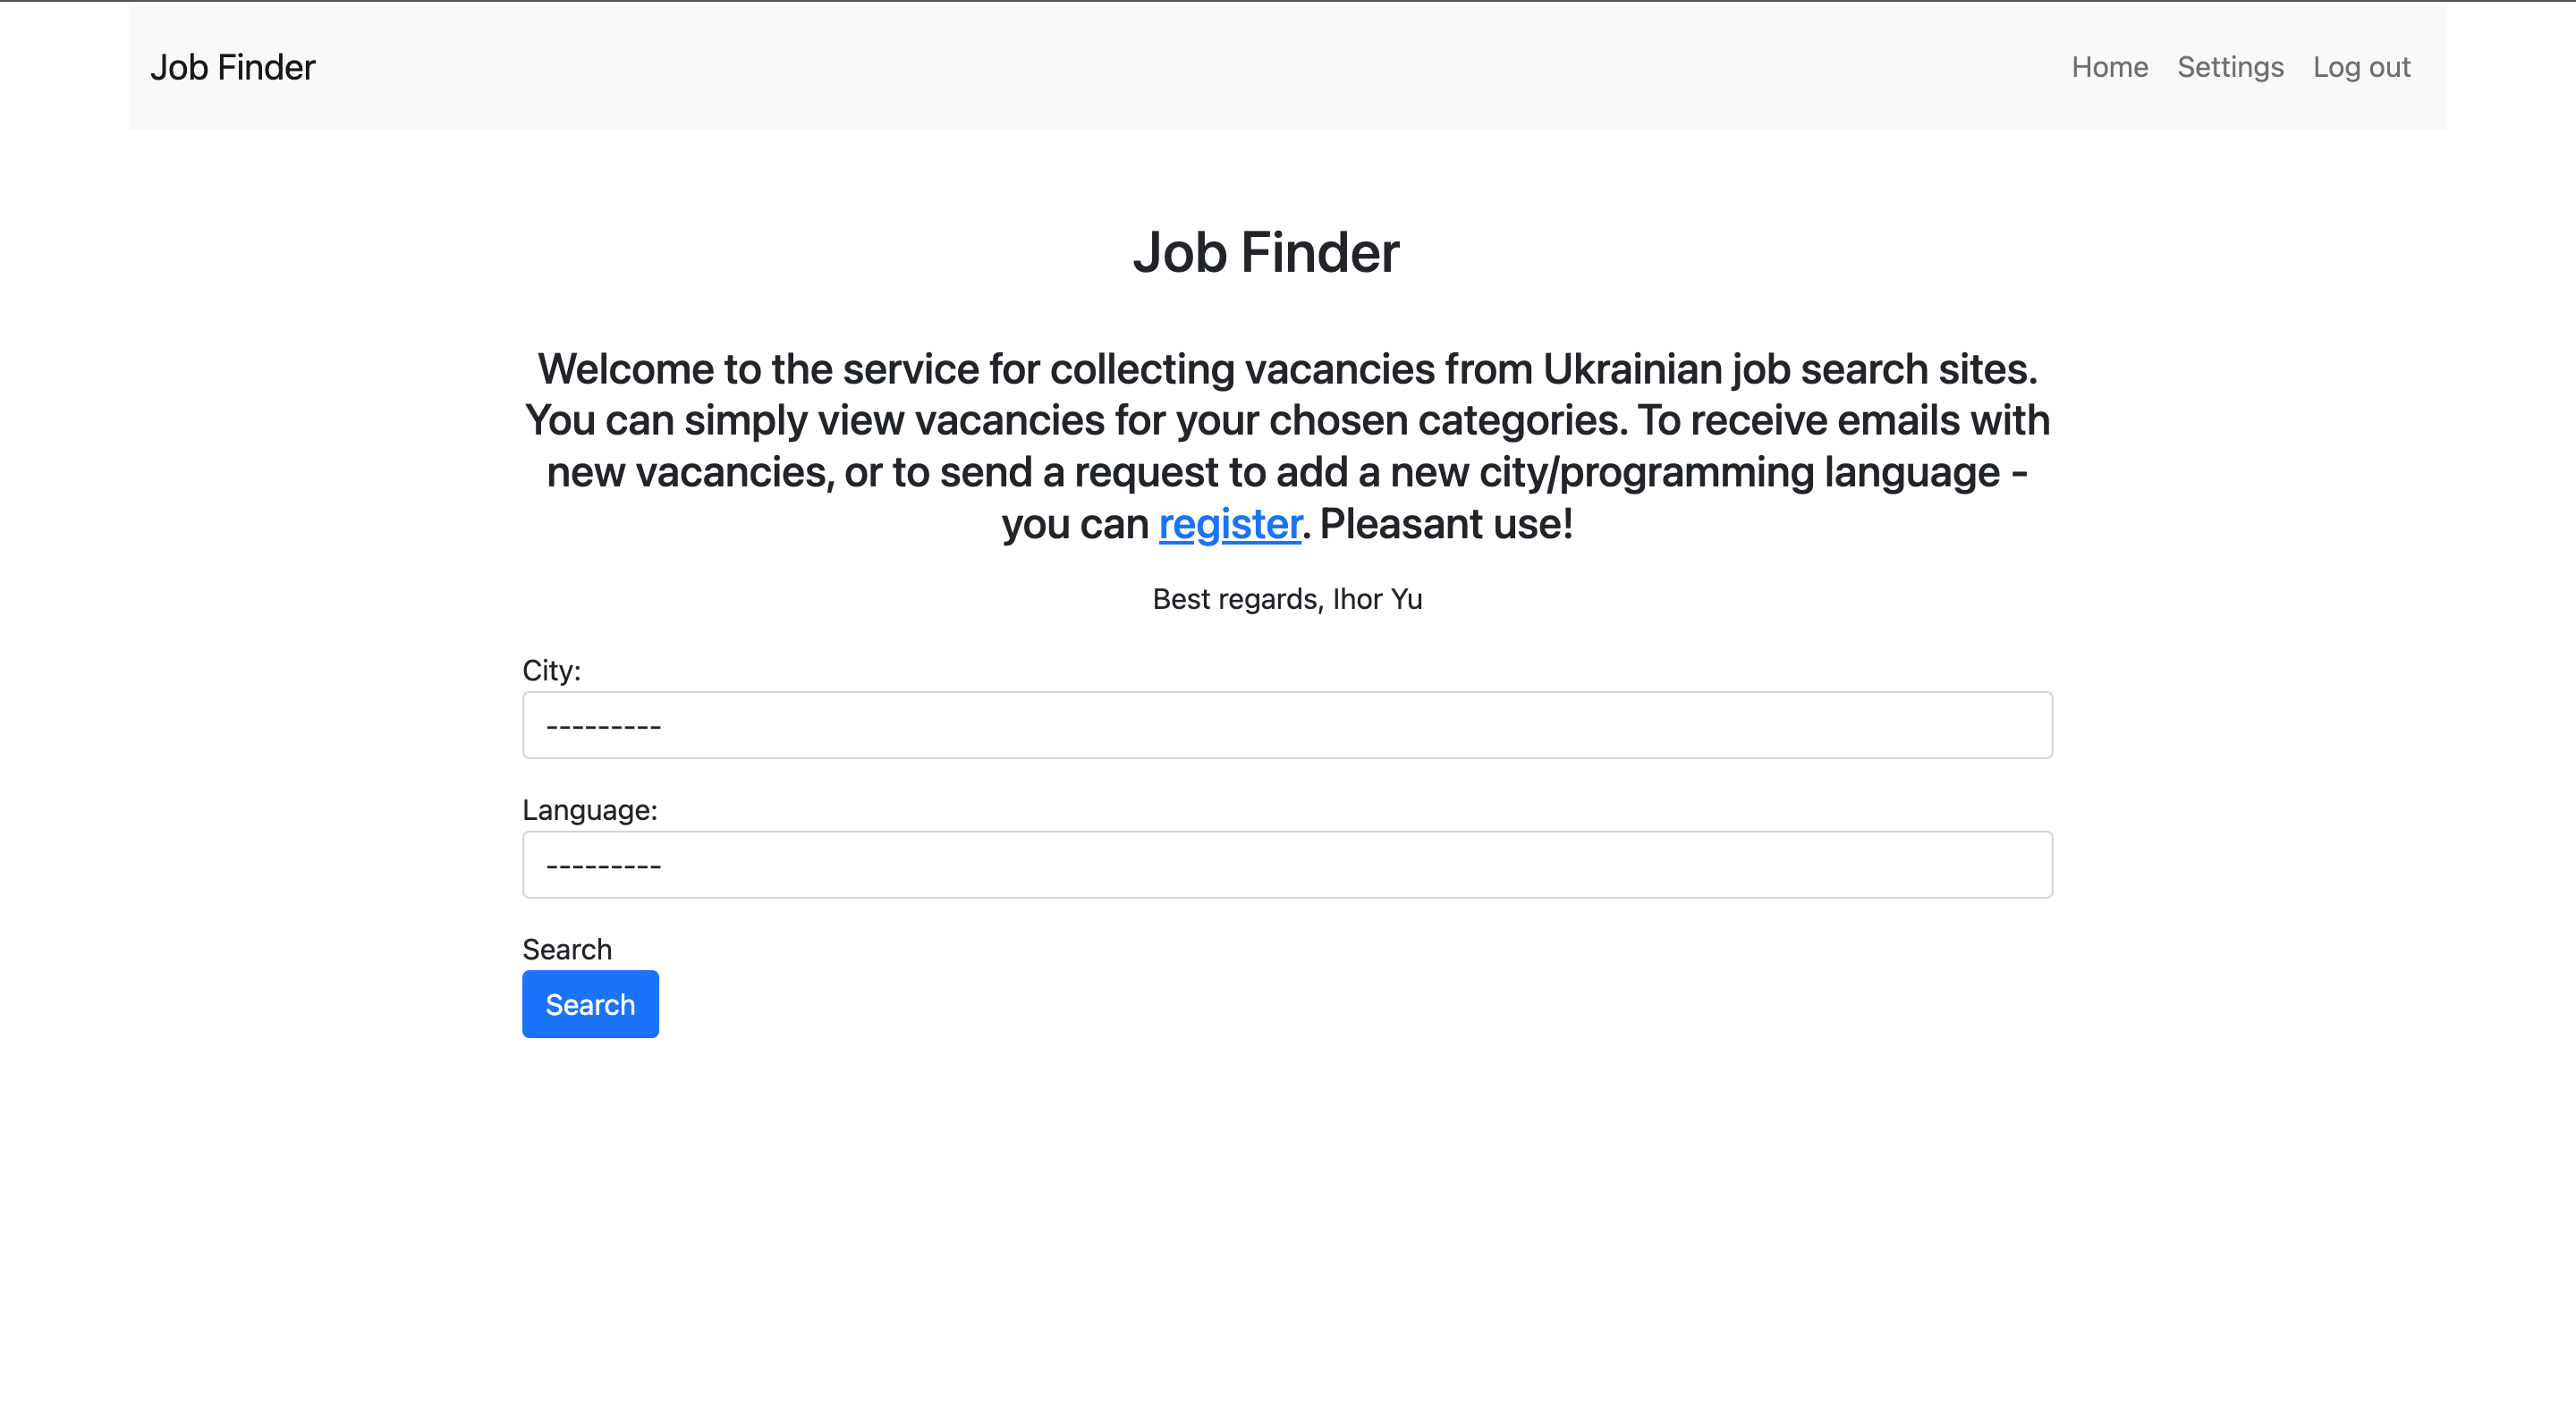 Job Finder
Home Settings Log out
Job Finder
Welcome to the service for collecting vacancies from Ukrainian job search sites.
You can simply view vacancies for your chosen categories. To receive emails with
new vacancies, or to send a request to add a new city/programming language -
you can register. Pleasant use!
Best regards, Ihor Yu
City:
---------
Language:
---------
Search
Search